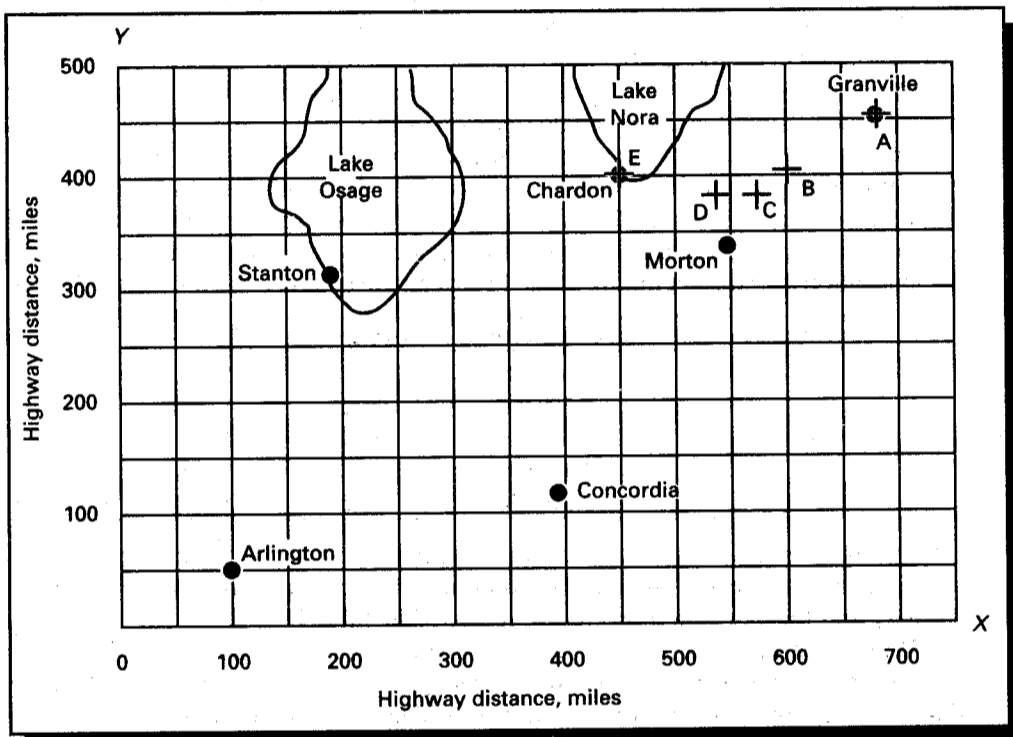 Y
500
400
300
200
100
Highway distance, miles
Lake
Osage
Lake
Nora
Granville
A
E
Chardon
B
C
D
Morton
Stanton
Concordia
Arlington
X
0 100 200 300 400 500 600 700
Highway distance, miles